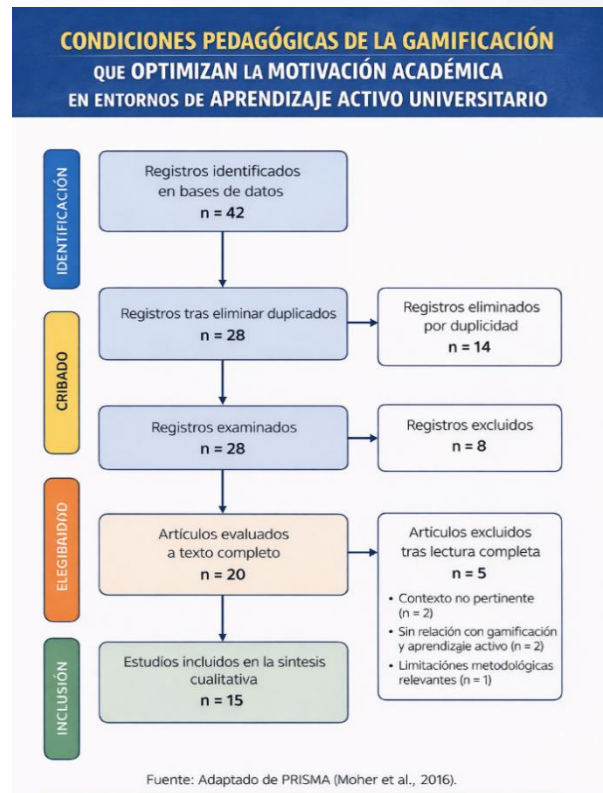 CONDICIONES PEDAGÓGICAS DE LA GAMIFICACIÓN
QUE OPTIMIZAN LA MOTIVACIÓN ACADÉMICA
EN ENTORNOS DE APRENDIZAJE ACTIVO UNIVERSITARIO
IDENTIFICACIÓN
Registros identificados
en bases de datos
n = 42
CRIBADO
Registros tras eliminar duplicados
n = 28
Registros eliminados
por duplicidad
n = 14
Registros examinados
n = 28
Registros excluidos
n = 8
ELEGIBAIDƆIO
Artículos evaluados
a texto completo
n = 20
Artículos excluidos
tras lectura completa
n = 5
• Contexto no pertinente
(n = 2)
• Sin relación con gamificación
y aprendizaje activo (n = 2)
• Limitaciónes metodológicas
relevantes (n = 1)
INCLUSIÓN
Estudios incluidos en la sintesis
cualitativa
n = 15
Fuente: Adaptado de PRISMA (Moher et al., 2016).